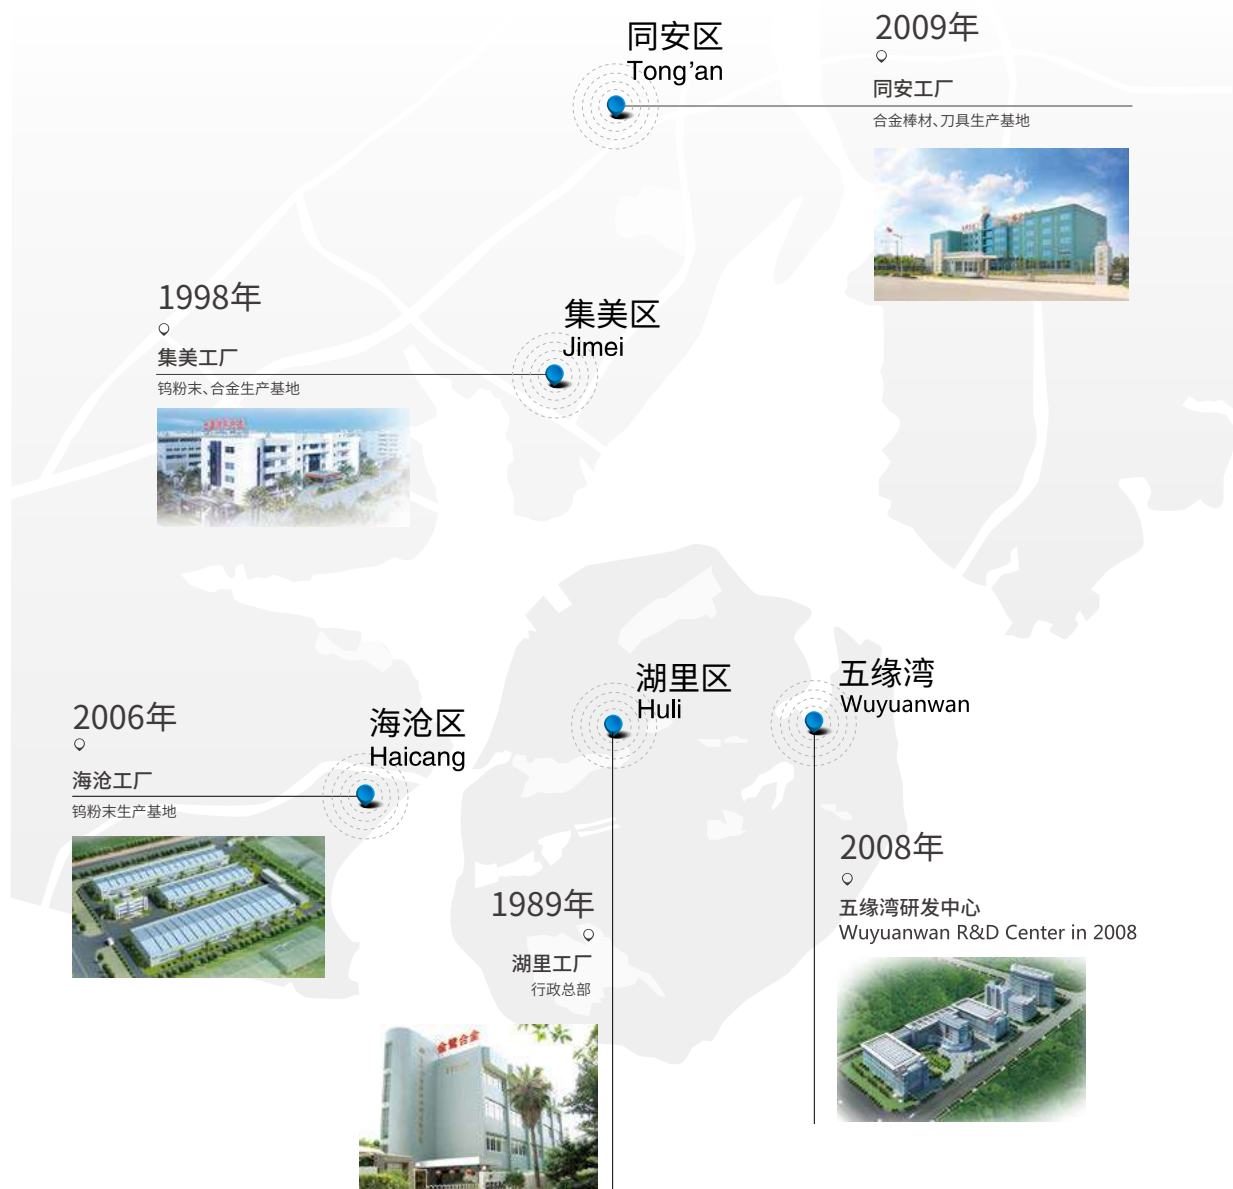 同安区
Tong’an
2009年
同安工厂
合金棒材、刀具生产基地
1998年
集美工厂
钨粉末、合金生产基地
集美区
Jimei
2006年
海沧工厂
钨粉末生产基地
海沧区
Haicang
湖里区
Huli
五缘湾
Wuyuanwan
1989年
湖里工厂
行政总部
金鹭合金
2008年
五缘湾研发中心
Wuyuanwan R&D Center in 2008